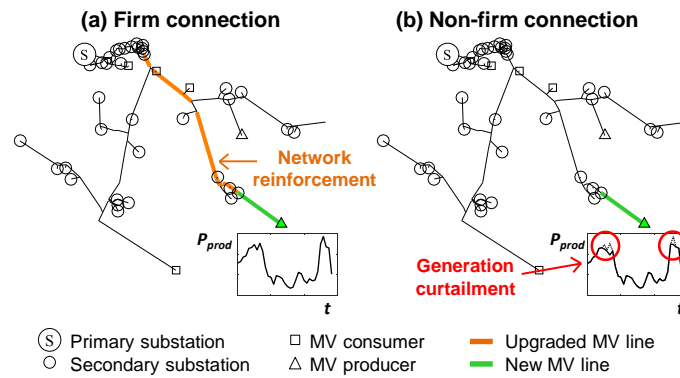 (a) Firm connection
(b) Non-firm connection
S
S
Network
reinforcement
P_prod
t
P_prod
Generation
curtailment
t
S Primary substation
Secondary substation
MV consumer
MV producer
Upgraded MV line
New MV line